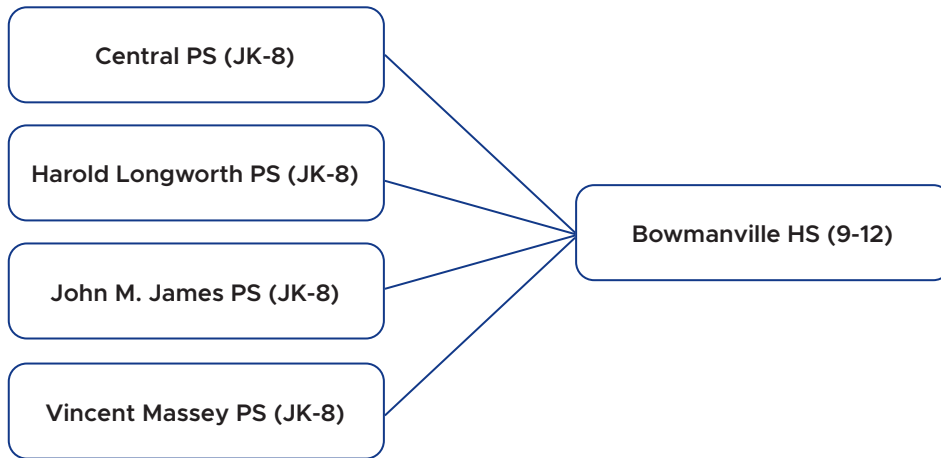 Central PS (JK-8)
Harold Longworth PS (JK-8)
John M. James PS (JK-8)
Vincent Massey PS (JK-8)
Bowmanville HS (9-12)